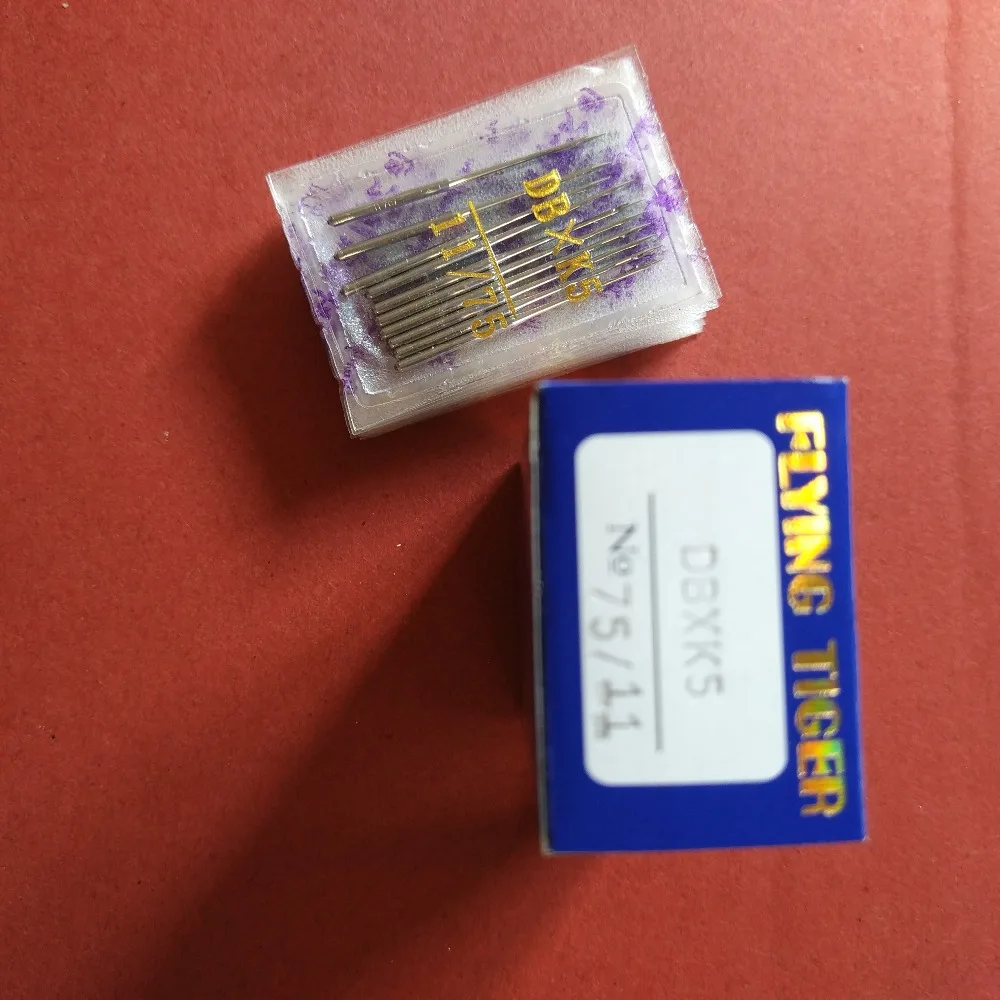 DB X K5
11/75
FLYING TIGER
DBXK5
№75/11